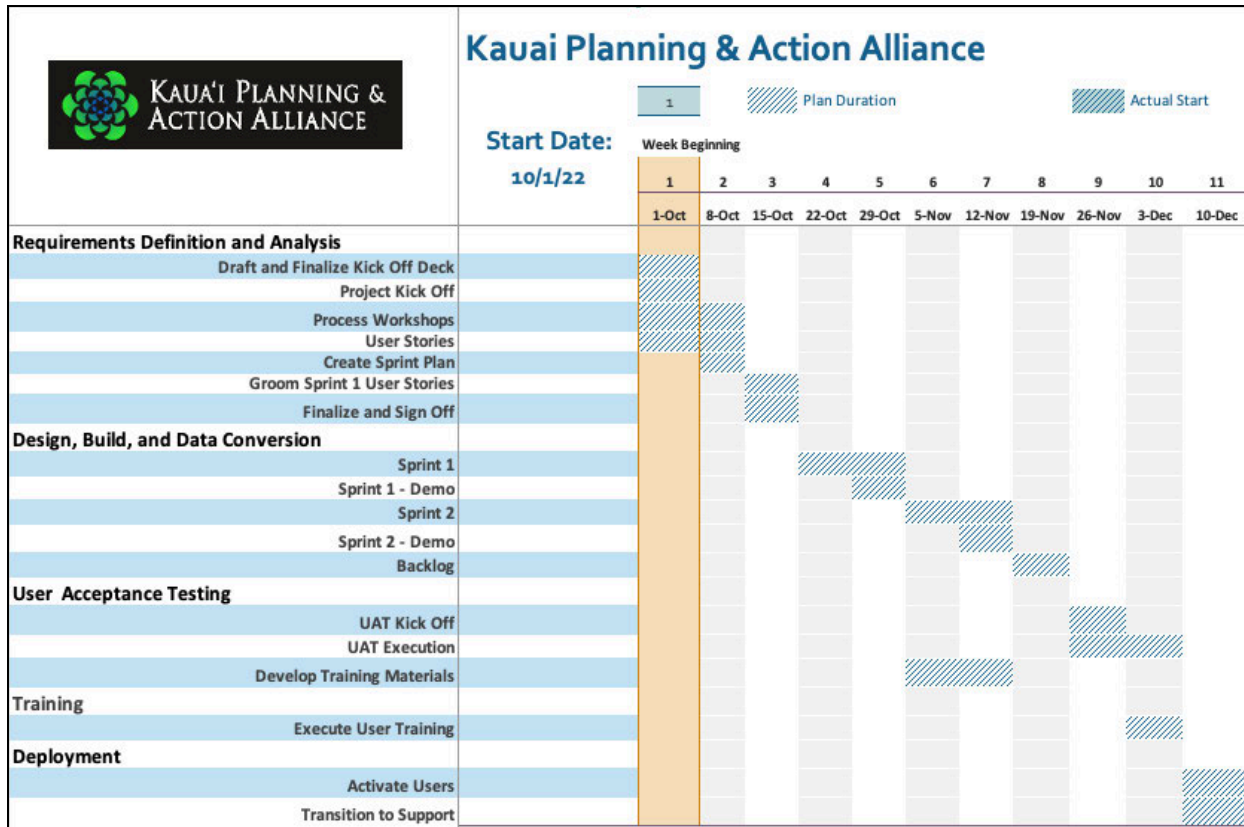 Kauai Planning & Action Alliance
KAUA'I PLANNING &
ACTION ALLIANCE
1 Plan Duration Actual Start
Start Date: Week Beginning
10/1/22 1 2 3 4 5 6 7 8 9 10 11
1-Oct 8-Oct 15-Oct 22-Oct 29-Oct 5-Nov 12-Nov 19-Nov 26-Nov 3-Dec 10-Dec
Requirements Definition and Analysis
Draft and Finalize Kick Off Deck
Project Kick Off
Process Workshops
User Stories
Create Sprint Plan
Groom Sprint 1 User Stories
Finalize and Sign Off
Design, Build, and Data Conversion
Sprint 1
Sprint 1 - Demo
Sprint 2
Sprint 2 - Demo
Backlog
User Acceptance Testing
UAT Kick Off
UAT Execution
Develop Training Materials
Training
Execute User Training
Deployment
Activate Users
Transition to Support